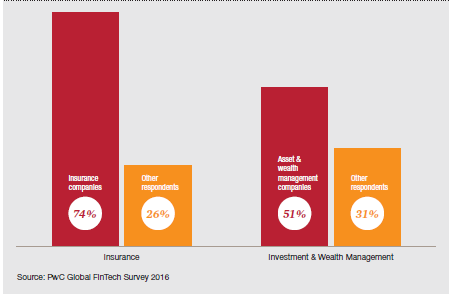 Insurance
companies
74%
Other
respondents
26%
Asset &
wealth
management
companies
51%
Other
respondents
31%
Insurance
Investment & Wealth Management
Source: PwC Global FinTech Survey 2016